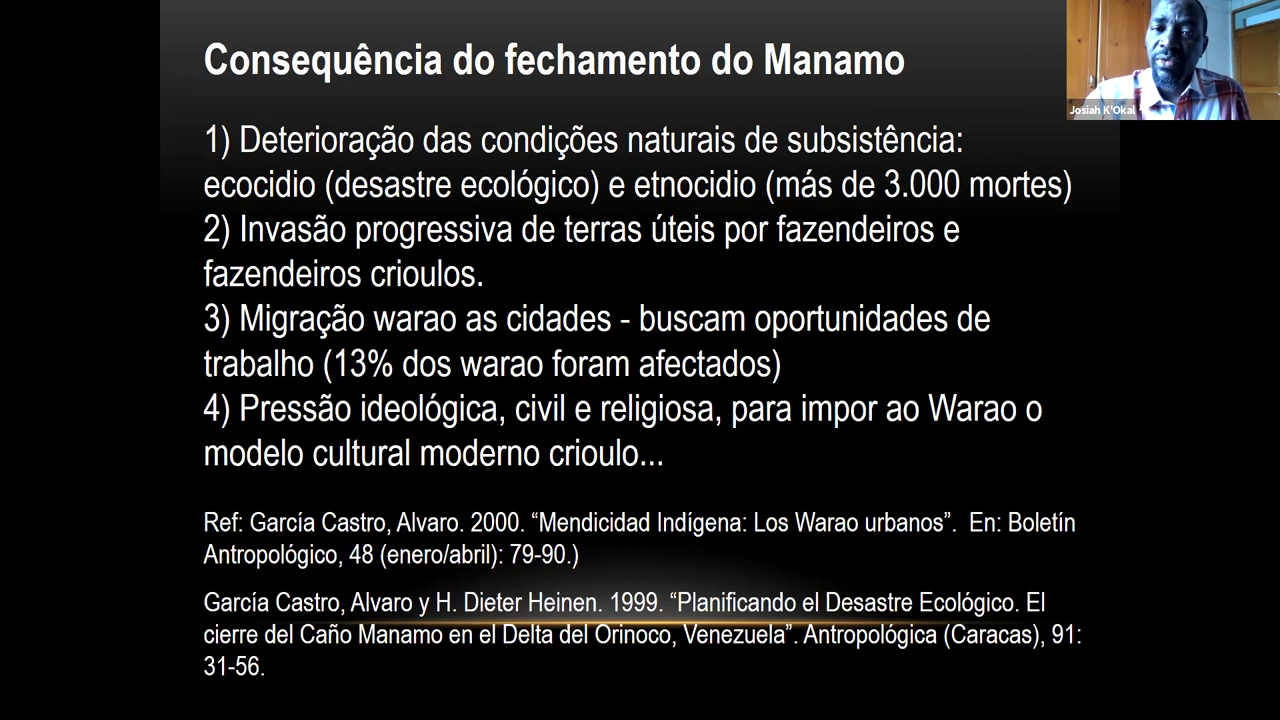 Consequência do fechamento do Manamo
Josiah K'Okal
1) Deterioração das condições naturais de subsistência:
ecocidio (desastre ecológico) e etnocidio (más de 3.000 mortes)
2) Invasão progressiva de terras úteis por fazendeiros e
fazendeiros crioulos.
3) Migração warao as cidades - buscam oportunidades de
trabalho (13% dos warao foram afectados)
4) Pressão ideológica, civil e religiosa, para impor ao Warao o
modelo cultural moderno crioulo...
Ref: García Castro, Alvaro. 2000. “Mendicidad Indígena: Los Warao urbanos”. En: Boletín
Antropológico, 48 (enero/abril): 79-90.)
García Castro, Alvaro y H. Dieter Heinen. 1999. “Planificando el Desastre Ecológico. El
cierre del Caño Manamo en el Delta del Orinoco, Venezuela”. Antropológica (Caracas), 91:
31-56.